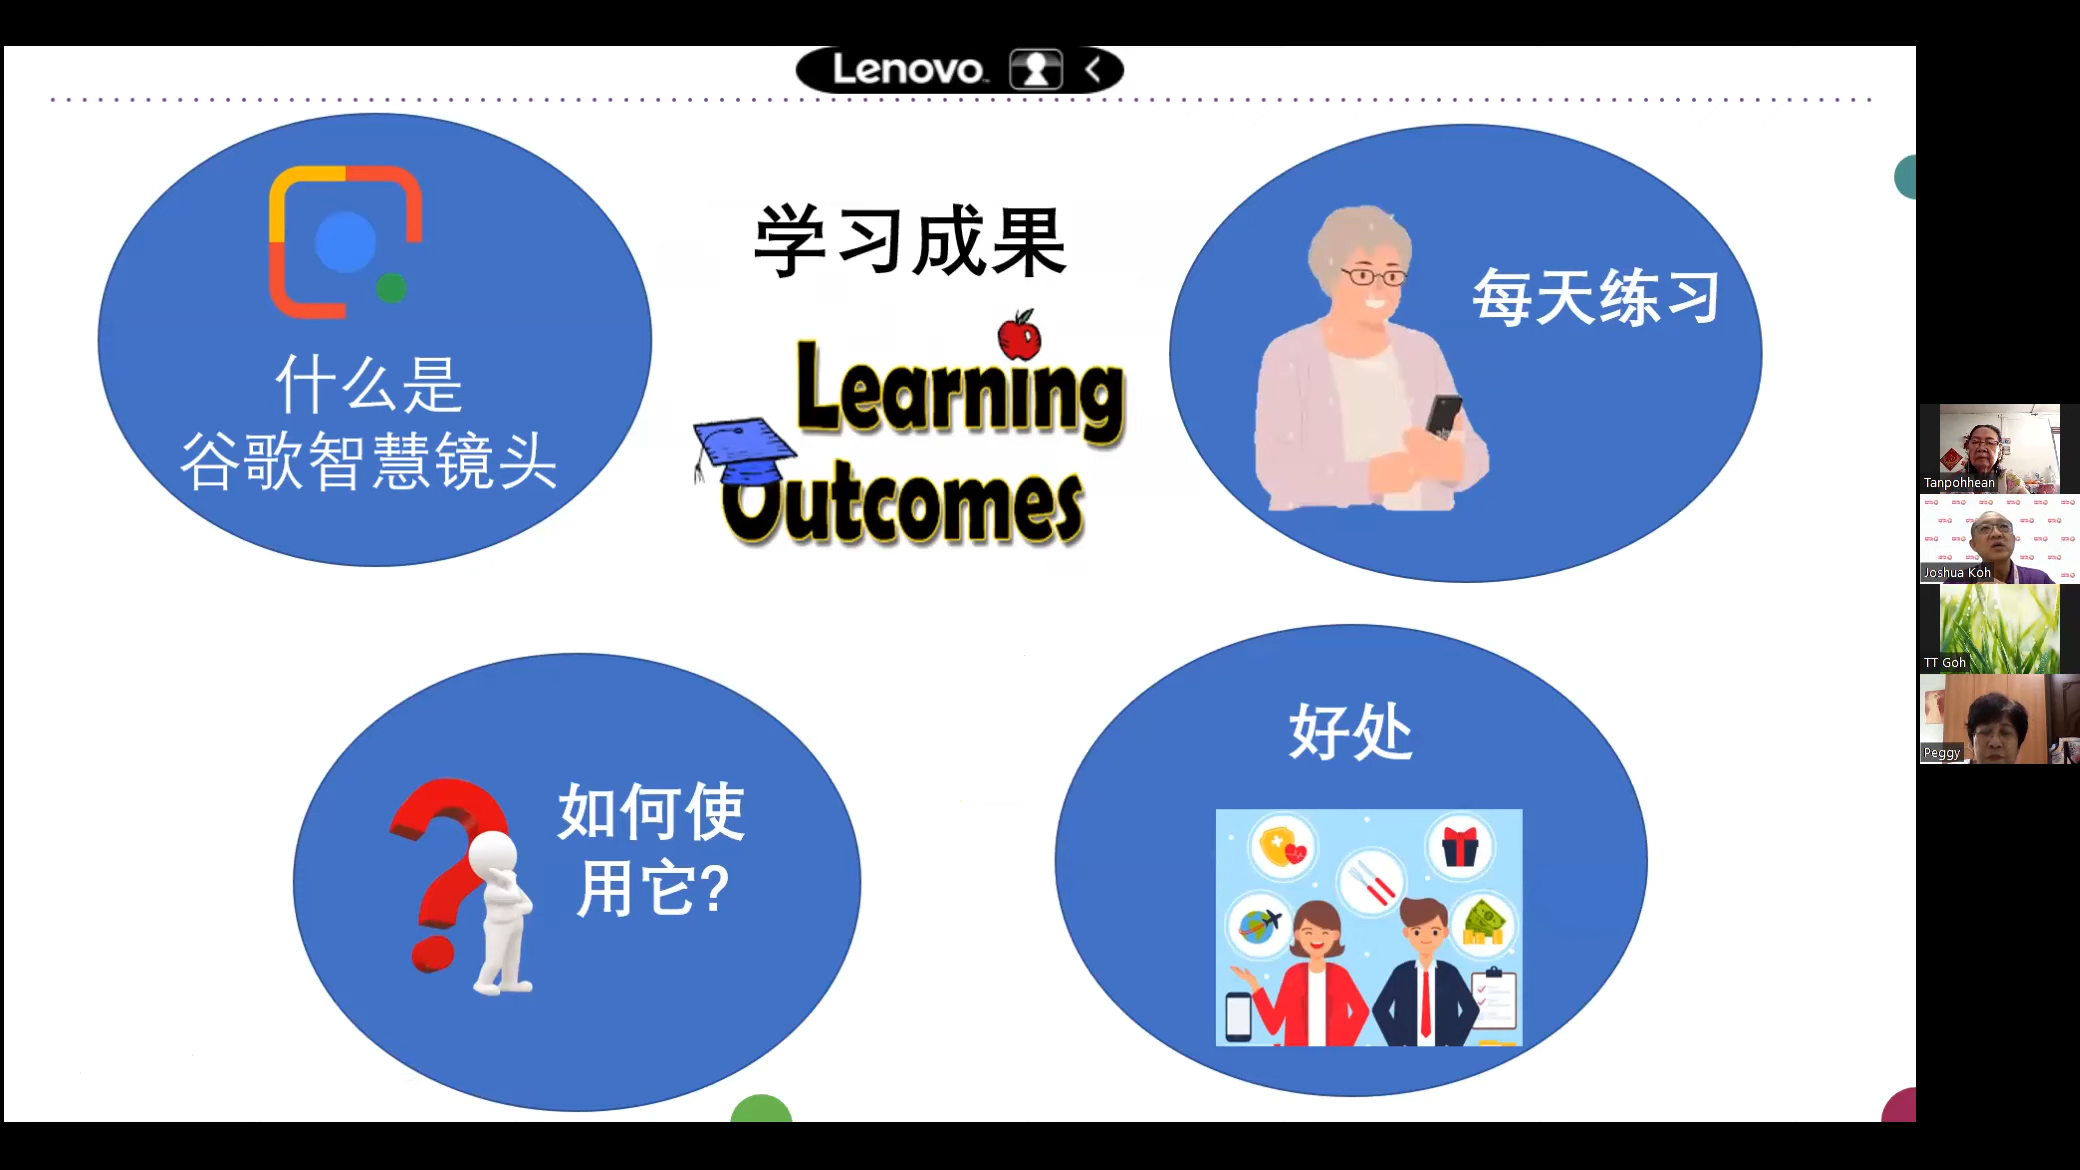 Lenovo
学习成果
Learning
Outcomes
什么是
谷歌智慧镜头
每天练习
如何使
用它?
好处
Tanpohhean
Joshua Koh
TT Goh
Peggy